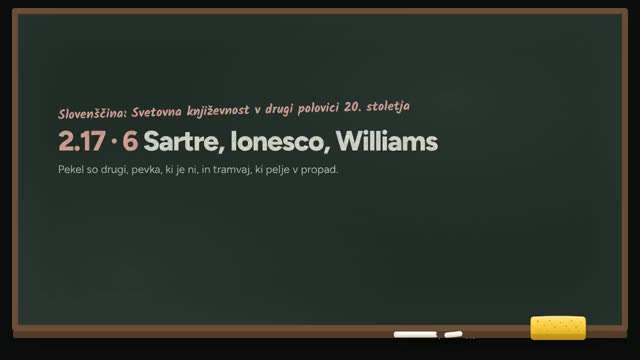 Slovenščina: Svetovna književnost v drugi polovici 20. stoletja
2.17 · 6 Sartre, Ionesco, Williams
Pekel so drugi, pevka, ki je ni, in tramvaj, ki pelje v propad.